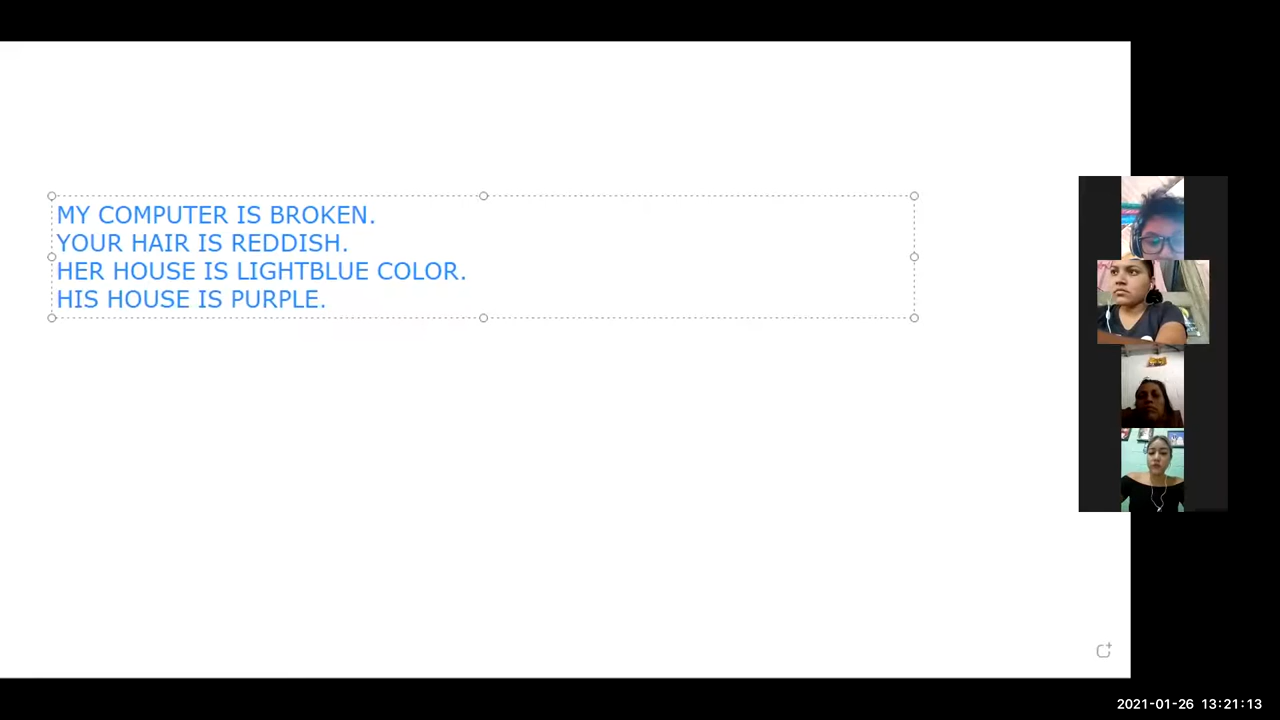 MY COMPUTER IS BROKEN.
YOUR HAIR IS REDDISH.
HER HOUSE IS LIGHTBLUE COLOR.
HIS HOUSE IS PURPLE.
2021-01-26 13:21:13